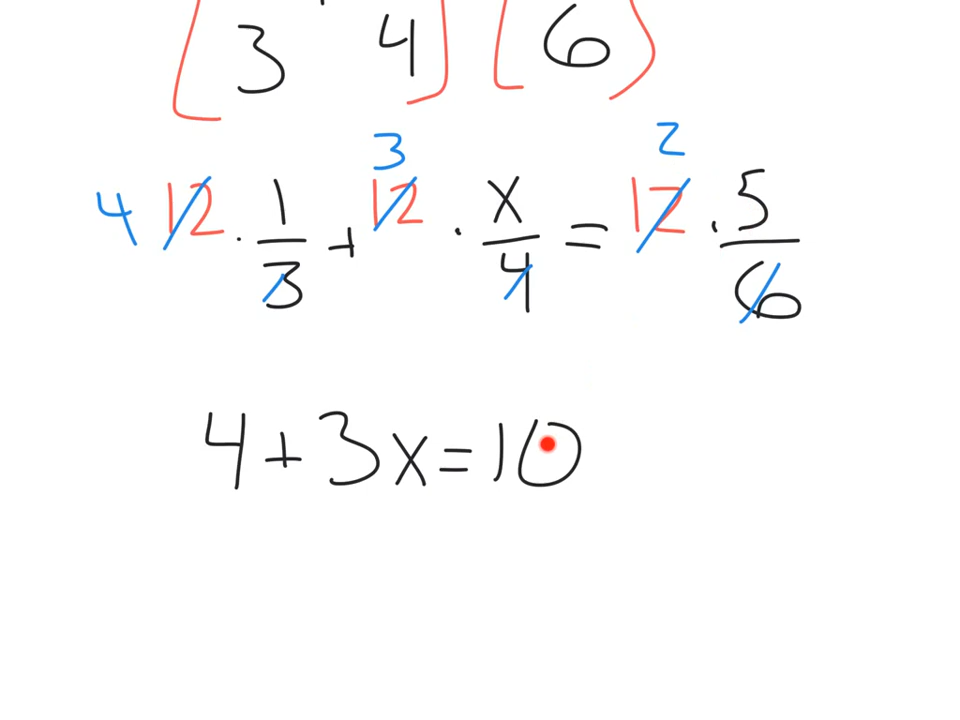 3 4 6
3 2
4 12 · 1/3 + 12 · x/4 = 12 · 5/6
4 + 3x = 10